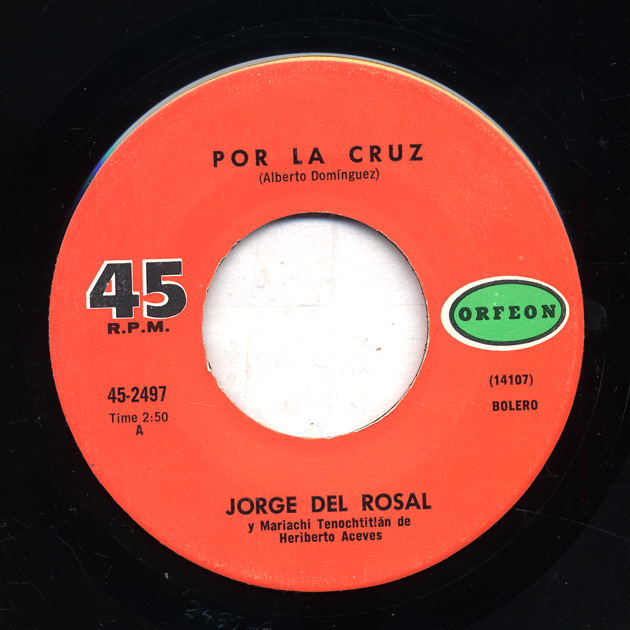 POR LA CRUZ
(Alberto Domínguez)
45
R.P.M.
ORFEON
45-2497
Time 2:50
A
(14107)
BOLERO
JORGE DEL ROSAL
y Mariachi Tenochtitlán de
Heriberto Aceves